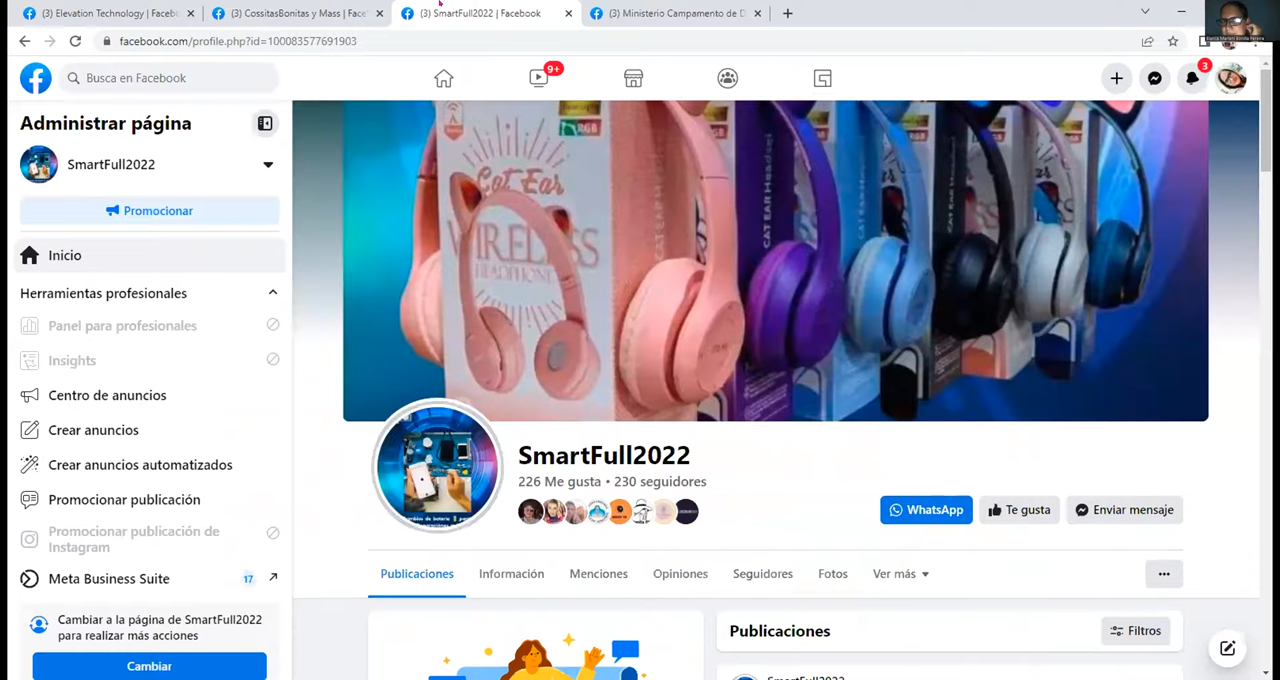 (3) Elevation Technology | Faceb
(3) CossitasBonitas y Mass | Face
(3) SmartFull2022 | Facebook
(3) Ministerio Campamento de D
facebook.com/profile.php?id=100083577691903
Busca en Facebook
9+
3
Administrar página
SmartFull2022
Promocionar
Inicio
Herramientas profesionales
Panel para profesionales
Insights
Centro de anuncios
Crear anuncios
Crear anuncios automatizados
Promocionar publicación
Promocionar publicación de
Instagram
Meta Business Suite
17
Cambiar a la página de SmartFull2022
para realizar más acciones
Cambiar
RGB
Cat Ear
WIRELESS
HEADPHONE
CAT EAR Headset
SmartFull2022
226 Me gusta • 230 seguidores
WhatsApp
Te gusta
Enviar mensaje
Publicaciones
Información
Menciones
Opiniones
Seguidores
Fotos
Ver más
Publicaciones
Filtros
SmartFull2022